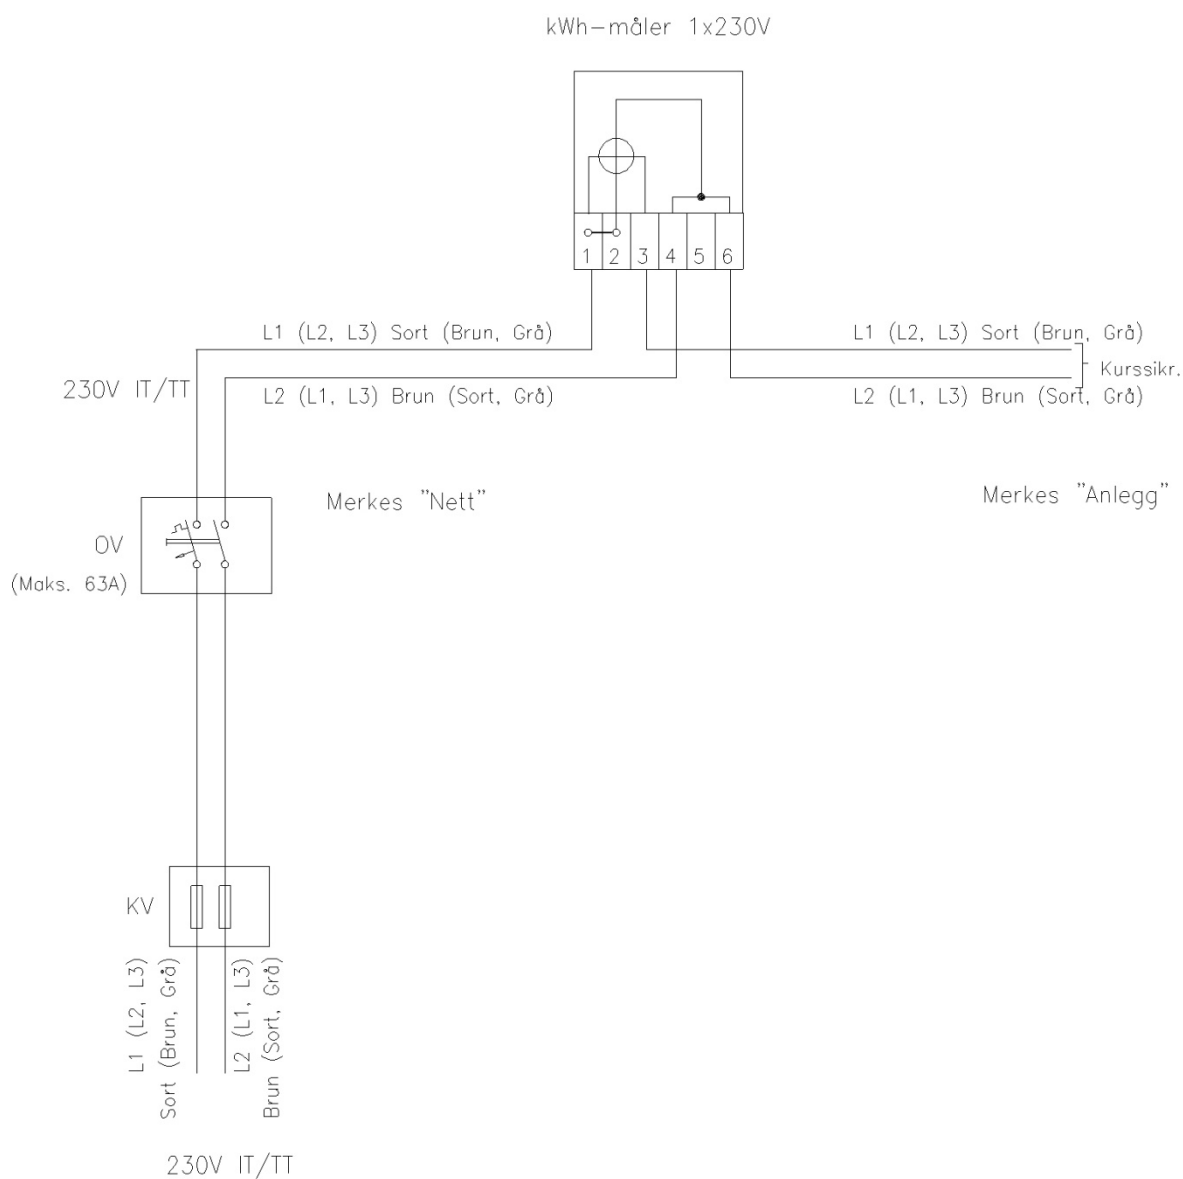 kWh-måler 1x230V
1 2 3 4 5 6
L1 (L2, L3) Sort (Brun, Grå)
L1 (L2, L3) Sort (Brun, Grå)
Kurssikr.
230V IT/TT
L2 (L1, L3) Brun (Sort, Grå)
L2 (L1, L3) Brun (Sort, Grå)
Merkes "Nett"
Merkes "Anlegg"
OV
(Maks. 63A)
KV
L1 (L2, L3)
Sort (Brun, Grå)
L2 (L1, L3)
Brun (Sort, Grå)
230V IT/TT